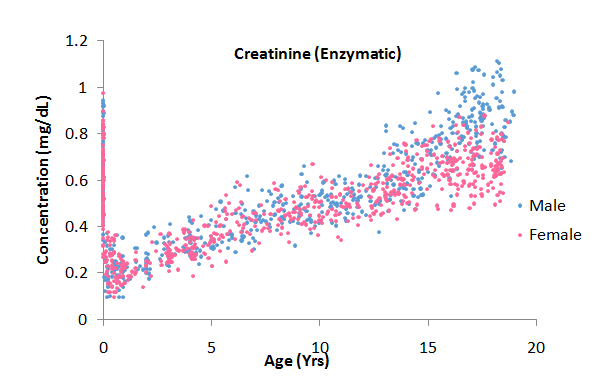 Creatinine (Enzymatic)
Concentration (mg/dL)
1.2
1
0.8
0.6
0.4
0.2
0
0 5 10 15 20
Age (Yrs)
Male
Female